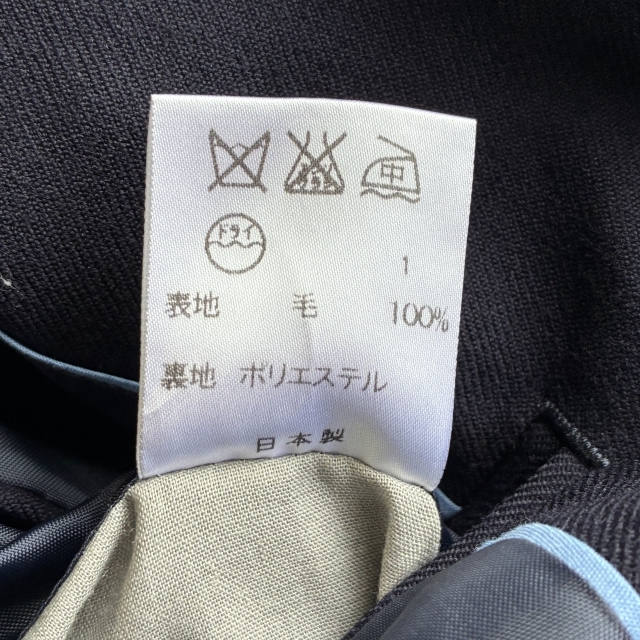 中
ドライ
1
表地 毛 100%
裏地 ポリエステル
日本製